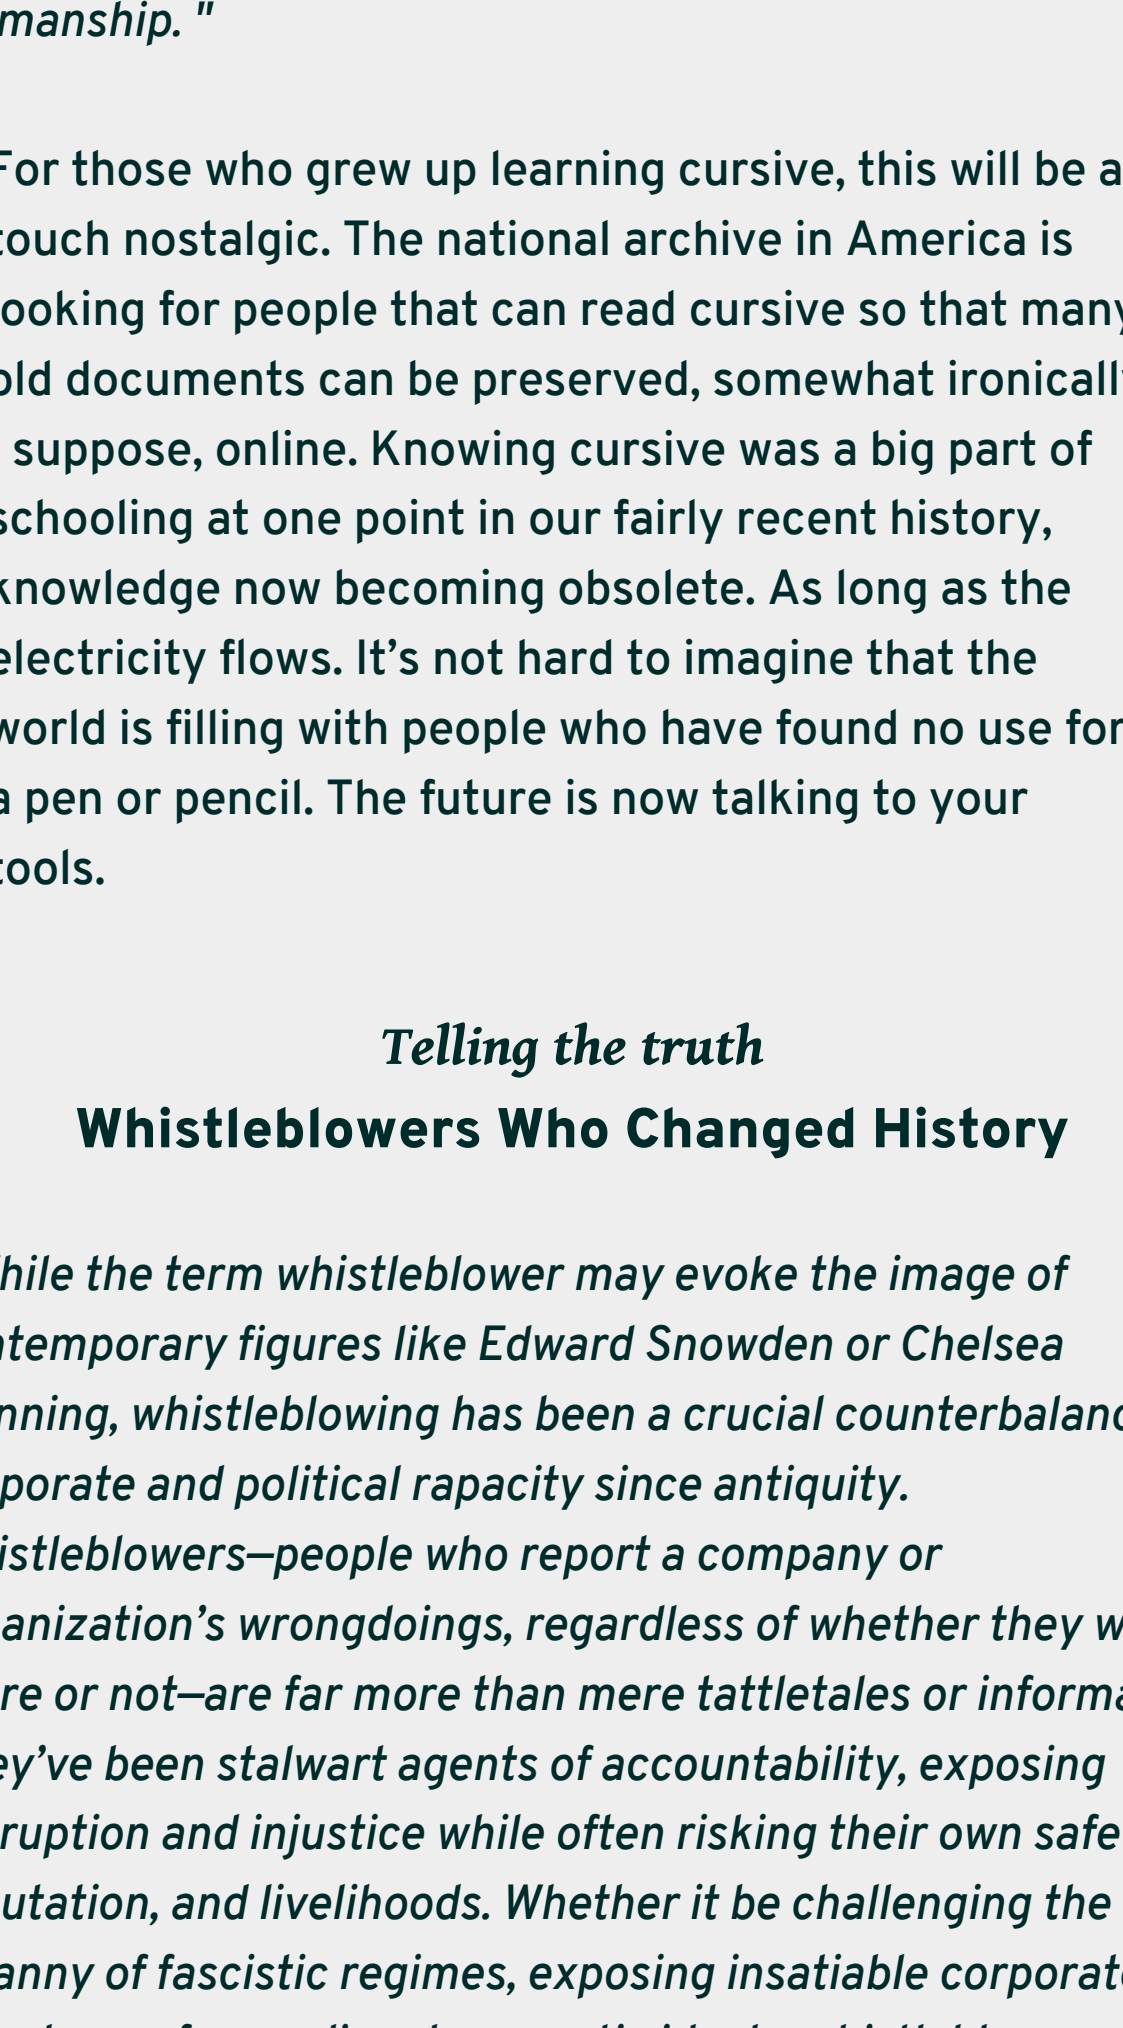 manship. "
For those who grew up learning cursive, this will be a
touch nostalgic. The national archive in America is
looking for people that can read cursive so that many
old documents can be preserved, somewhat ironically
suppose, online. Knowing cursive was a big part of
schooling at one point in our fairly recent history,
knowledge now becoming obsolete. As long as the
electricity flows. It’s not hard to imagine that the
world is filling with people who have found no use for
a pen or pencil. The future is now talking to your
tools.
Telling the truth
Whistleblowers Who Changed History
hile the term whistleblower may evoke the image of
ntemporary figures like Edward Snowden or Chelsea
nning, whistleblowing has been a crucial counterbalanc
porate and political rapacity since antiquity.
istleblowers—people who report a company or
anization’s wrongdoings, regardless of whether they w
re or not—are far more than mere tattletales or informa
ey’ve been stalwart agents of accountability, exposing
ruption and injustice while often risking their own safe
utation, and livelihoods. Whether it be challenging the
anny of fascistic regimes, exposing insatiable corporate